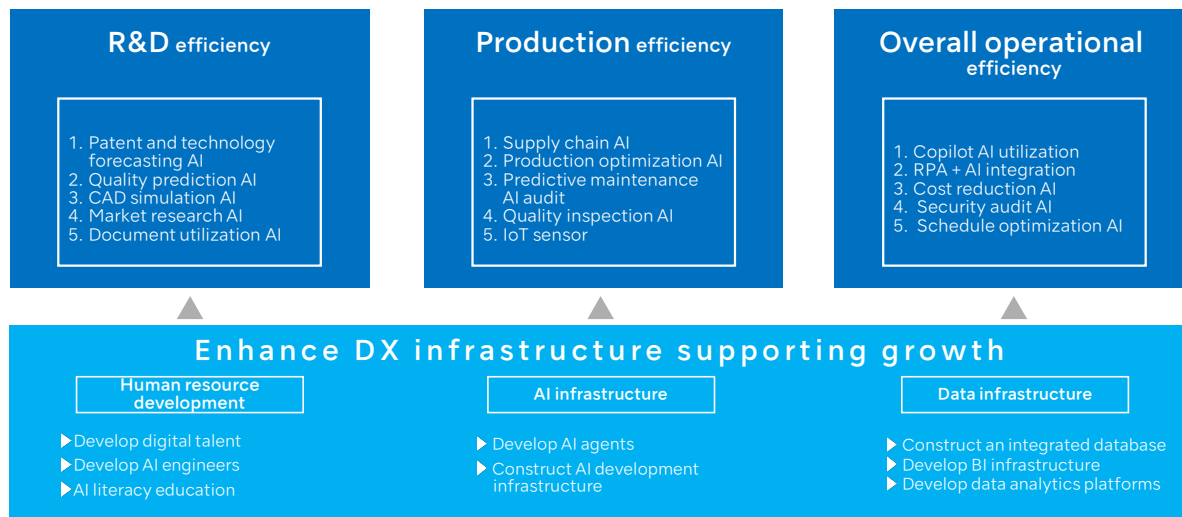 R&D efficiency
1. Patent and technology
forecasting AI
2. Quality prediction AI
3. CAD simulation AI
4. Market research AI
5. Document utilization AI
Production efficiency
1. Supply chain AI
2. Production optimization AI
3. Predictive maintenance
AI audit
4. Quality inspection AI
5. IoT sensor
Overall operational
efficiency
1. Copilot AI utilization
2. RPA + AI integration
3. Cost reduction AI
4. Security audit AI
5. Schedule optimization AI
Enhance DX infrastructure supporting growth
Human resource
development
Develop digital talent
Develop AI engineers
AI literacy education
AI infrastructure
Develop AI agents
Construct AI development
infrastructure
Data infrastructure
Construct an integrated database
Develop BI infrastructure
Develop data analytics platforms